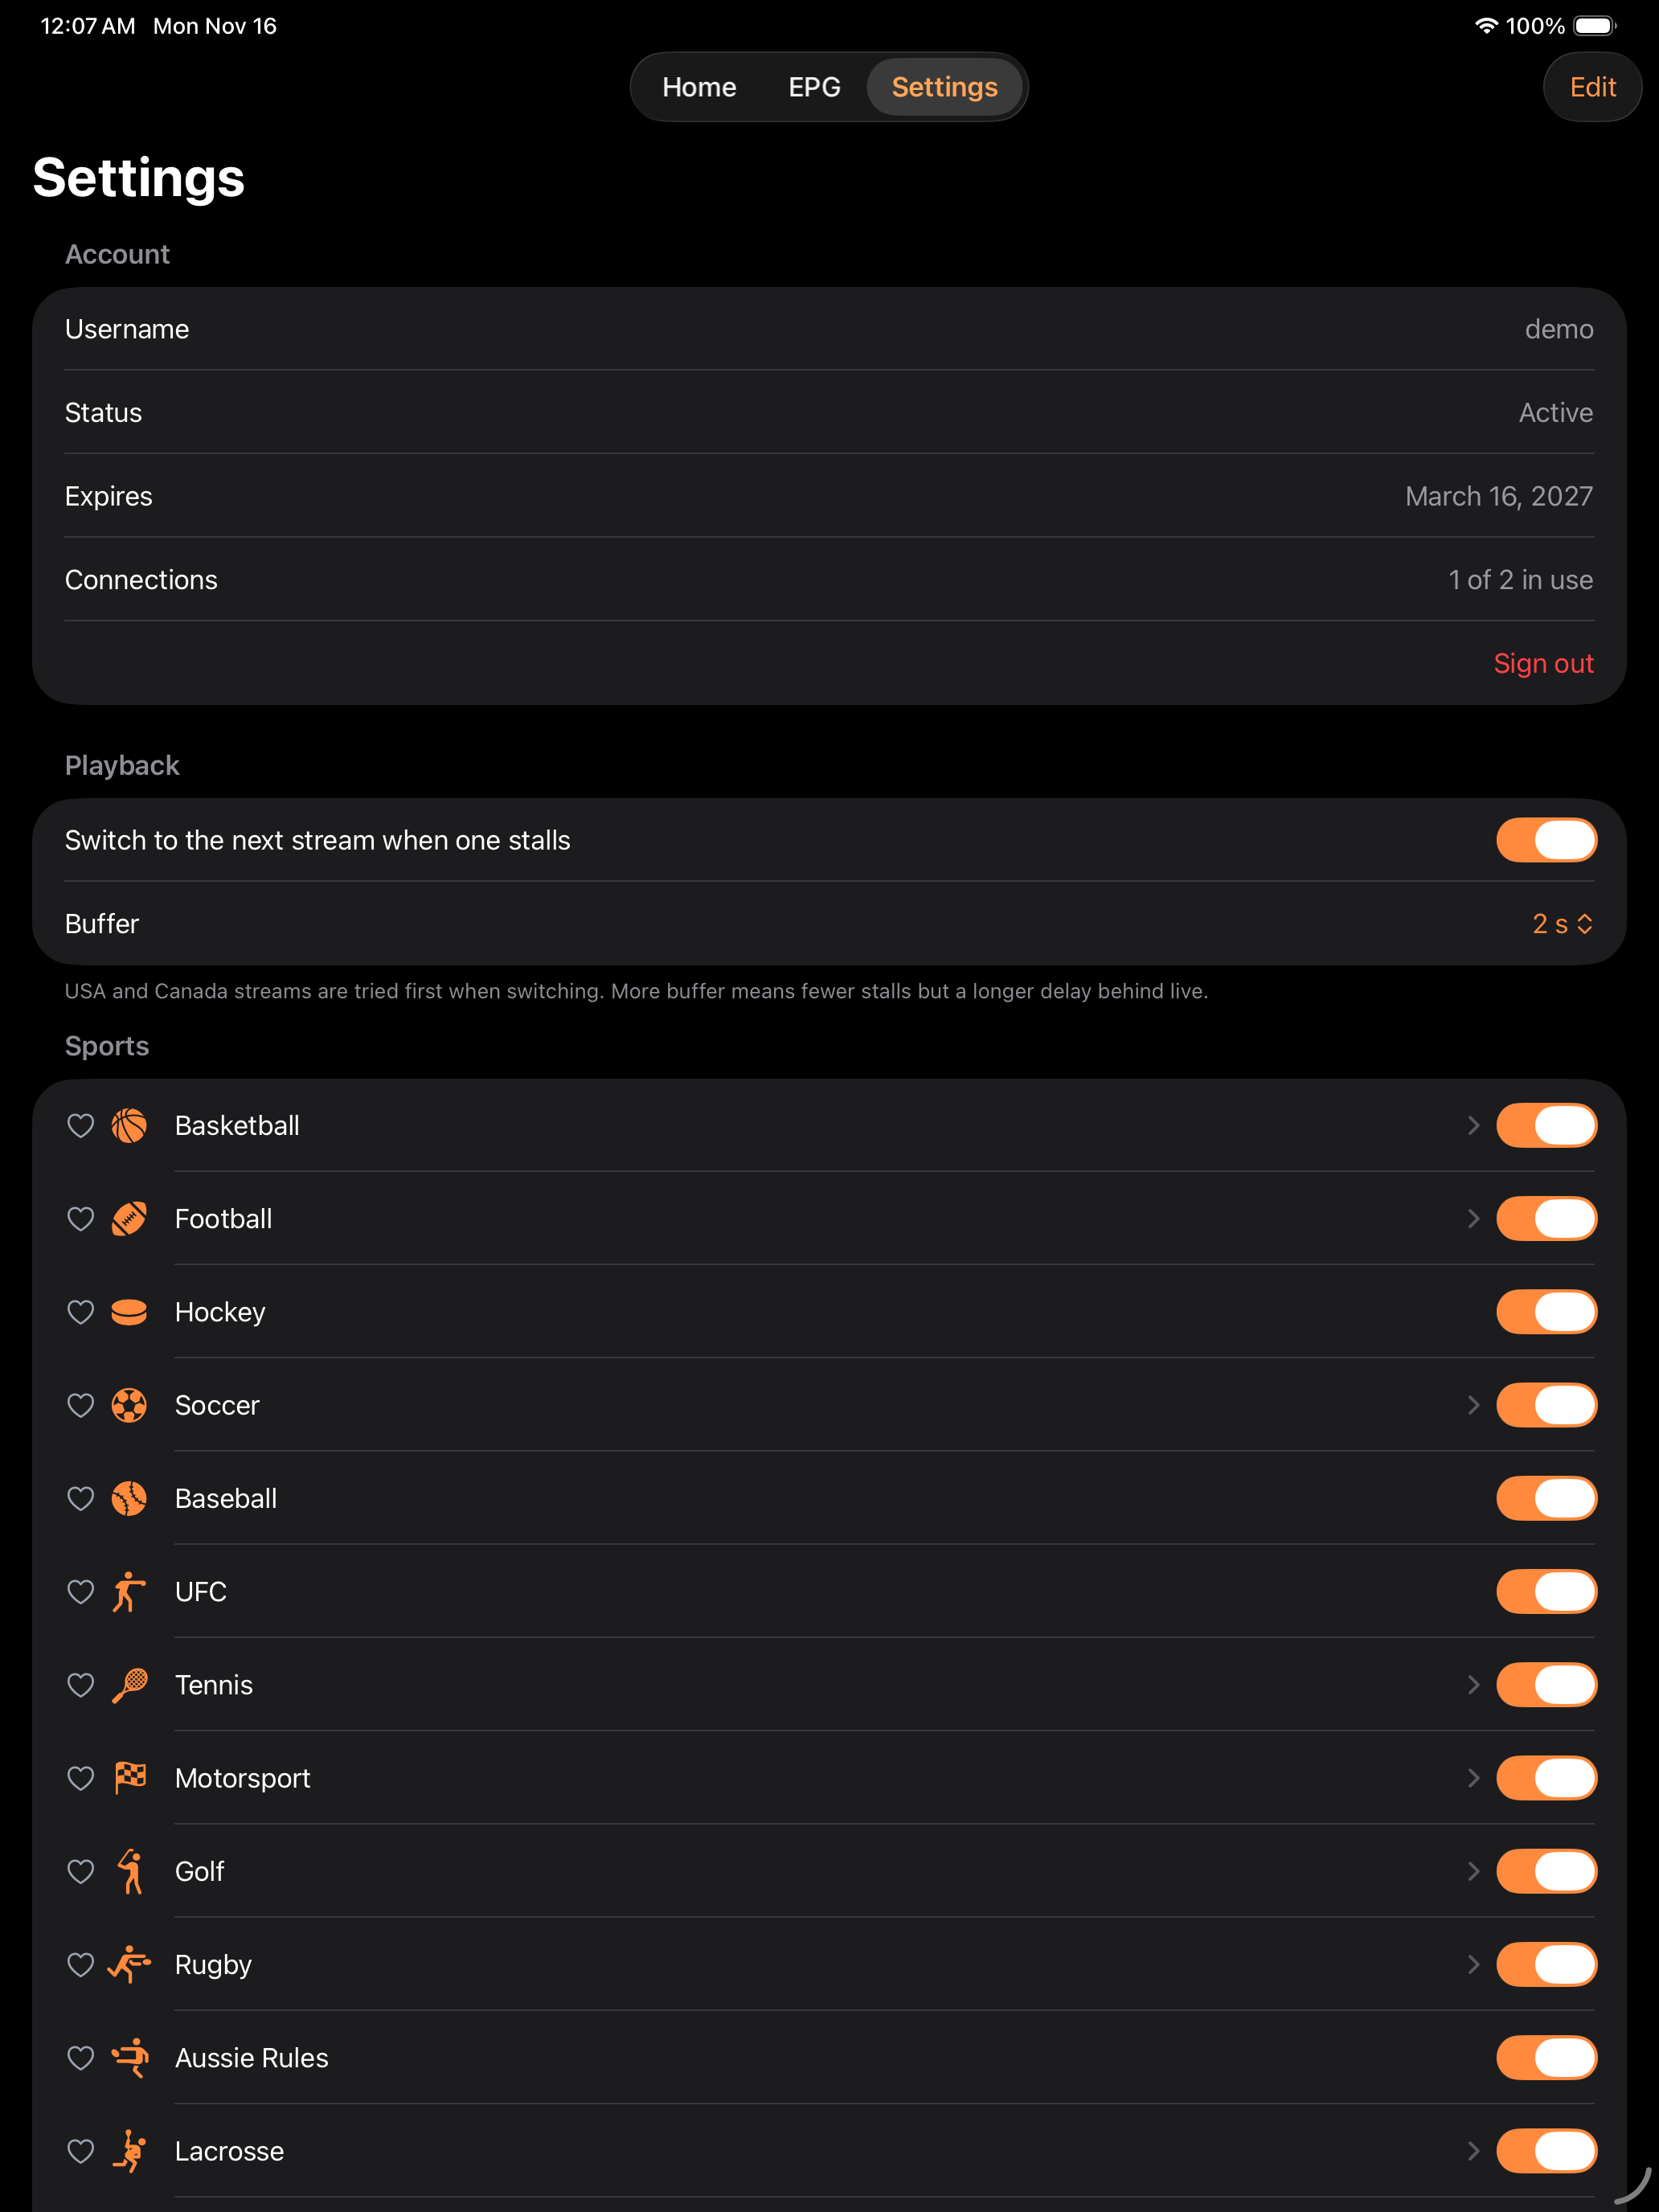 12:07 AM Mon Nov 16
100%
Home EPG Settings
Edit
Settings
Account
Username demo
Status Active
Expires March 16, 2027
Connections 1 of 2 in use
Sign out
Playback
Switch to the next stream when one stalls
Buffer 2 s
USA and Canada streams are tried first when switching. More buffer means fewer stalls but a longer delay behind live.
Sports
Basketball
Football
Hockey
Soccer
Baseball
UFC
Tennis
Motorsport
Golf
Rugby
Aussie Rules
Lacrosse